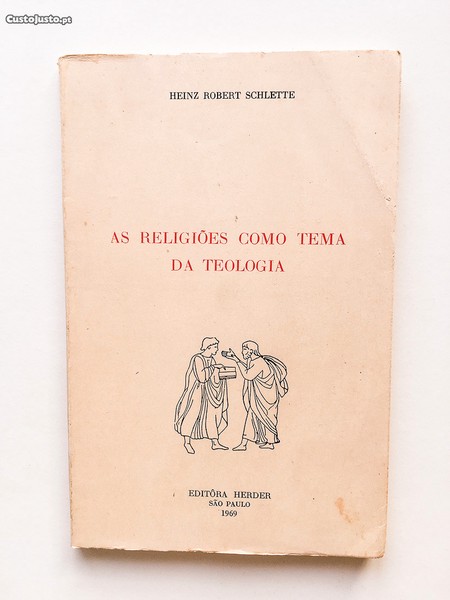 CustoJusto.pt
HEINZ ROBERT SCHLETTE
AS RELIGIÕES COMO TEMA
DA TEOLOGIA
EDITÔRA HERDER
SÃO PAULO
1969